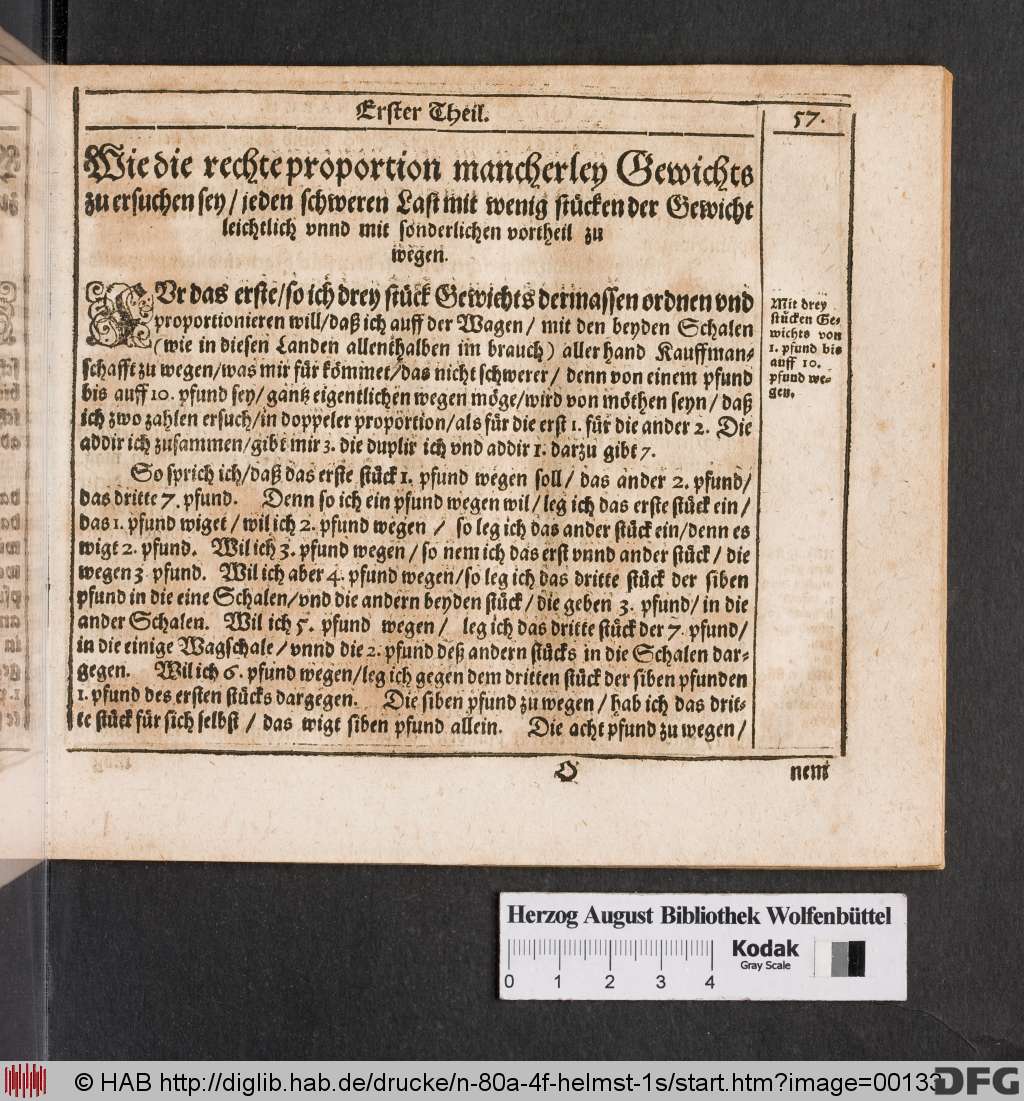 Erster Theil.
57.
Wie die rechte proportion mancherley Gewichts
zu ersuchen sey / jeden schweren Last mit wenig stücken der Gewicht
leichtlich vnnd mit sonderlichen vortheil zu
wegen.
FVr das erste / so ich drey stück Gewichts dermassen ordnen vnd
proportionieren will / daß ich auff der Wagen / mit den beyden Schalen
(wie in diesen Landen allenthalben im brauch) aller hand Kauffman-
schafft zu wegen / was mir für kömmet / das nicht schwerer / denn von einem pfund
biß auff 10. pfund sey / gantz eigentlichen wegen möge / wird von nöthen seyn / daß
ich zwo zahlen ersuch / in doppeler proportion / als für die erst 1. für die ander 2. Die
addir ich zusammen / gibt mir 3. die duplir ich vnd addir 1. darzu gibt 7.
So sprich ich / daß das erste stück 1. pfund wegen soll / das ander 2. pfund /
das dritte 7. pfund. Denn so ich ein pfund wegen wil / leg ich das erste stück ein /
das 1. pfund wiget / wil ich 2. pfund wegen / so leg ich das ander stück ein / denn es
wigt 2. pfund. Wil ich 3. pfund wegen / so nem ich das erst vnnd ander stück / die
wegen 3 pfund. Wil ich aber 4. pfund wegen / so leg ich das dritte stück der siben
pfund in die eine Schalen / vnd die andern beyden stück / die geben 3. pfund / in die
ander Schalen. Wil ich 5. pfund wegen / leg ich das dritte stück der 7. pfund /
in die einige Wagschale / vnnd die 2. pfund deß andern stücks in die Schalen dar-
gegen. Wil ich 6. pfund wegen / leg ich gegen dem dritten stück der siben pfunden
1. pfund des ersten stücks dargegen. Die siben pfund zu wegen / hab ich das drit-
te stück für sich selbst / das wigt siben pfund allein. Die acht pfund zu wegen /
O
nem
Mit drey
stücken Ge-
wichts von
1. pfund bis
auff 10.
pfund we-
gen.
Herzog August Bibliothek Wolfenbüttel
0 1 2 3 4
Kodak
Gray Scale
© HAB http://diglib.hab.de/drucke/n-80a-4f-helmst-1s/start.htm?image=00133
DFG